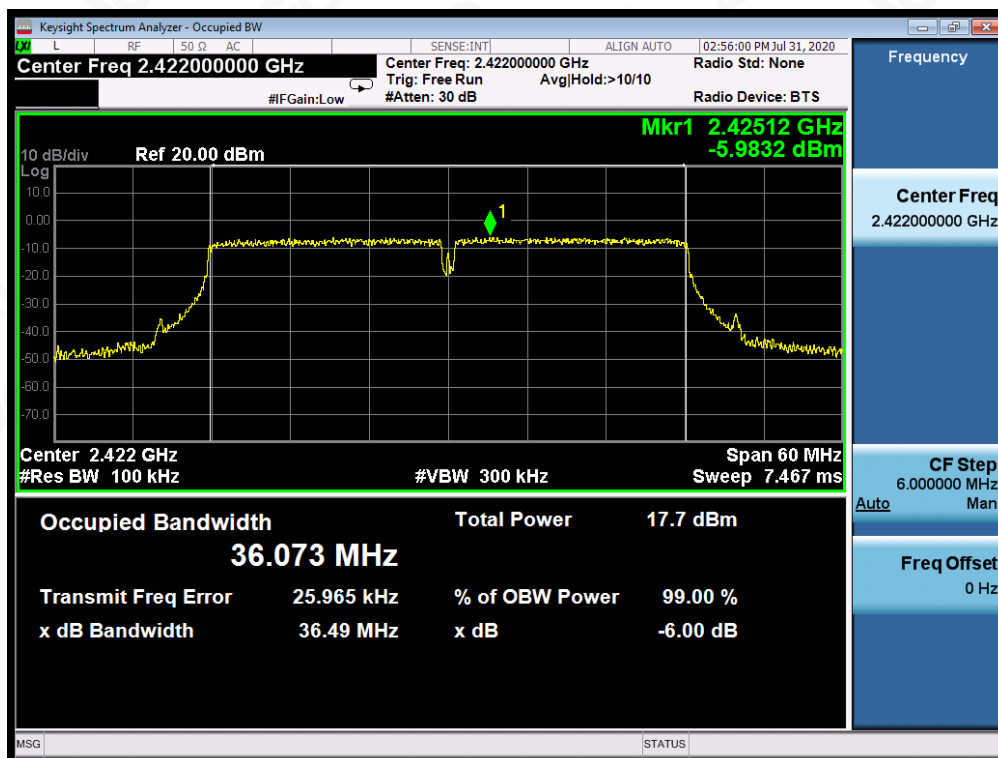 Keysight Spectrum Analyzer - Occupied BW
LXI L RF 50 Ω AC SENSE:INT ALIGN AUTO 02:56:00 PM Jul 31, 2020
Center Freq 2.422000000 GHz
Center Freq: 2.422000000 GHz Radio Std: None
Trig: Free Run Avg|Hold:>10/10
#IFGain:Low #Atten: 30 dB Radio Device: BTS
Mkr1 2.42512 GHz
-5.9832 dBm
10 dB/div Ref 20.00 dBm
Log
10.0
0.00
-10.0
-20.0
-30.0
-40.0
-50.0
-60.0
-70.0
1
Center 2.422 GHz Span 60 MHz
#Res BW 100 kHz #VBW 300 kHz Sweep 7.467 ms
Occupied Bandwidth Total Power 17.7 dBm
36.073 MHz
Transmit Freq Error 25.965 kHz % of OBW Power 99.00 %
x dB Bandwidth 36.49 MHz x dB -6.00 dB
MSG STATUS
Frequency
Center Freq
2.422000000 GHz
CF Step
6.000000 MHz
Auto Man
Freq Offset
0 Hz